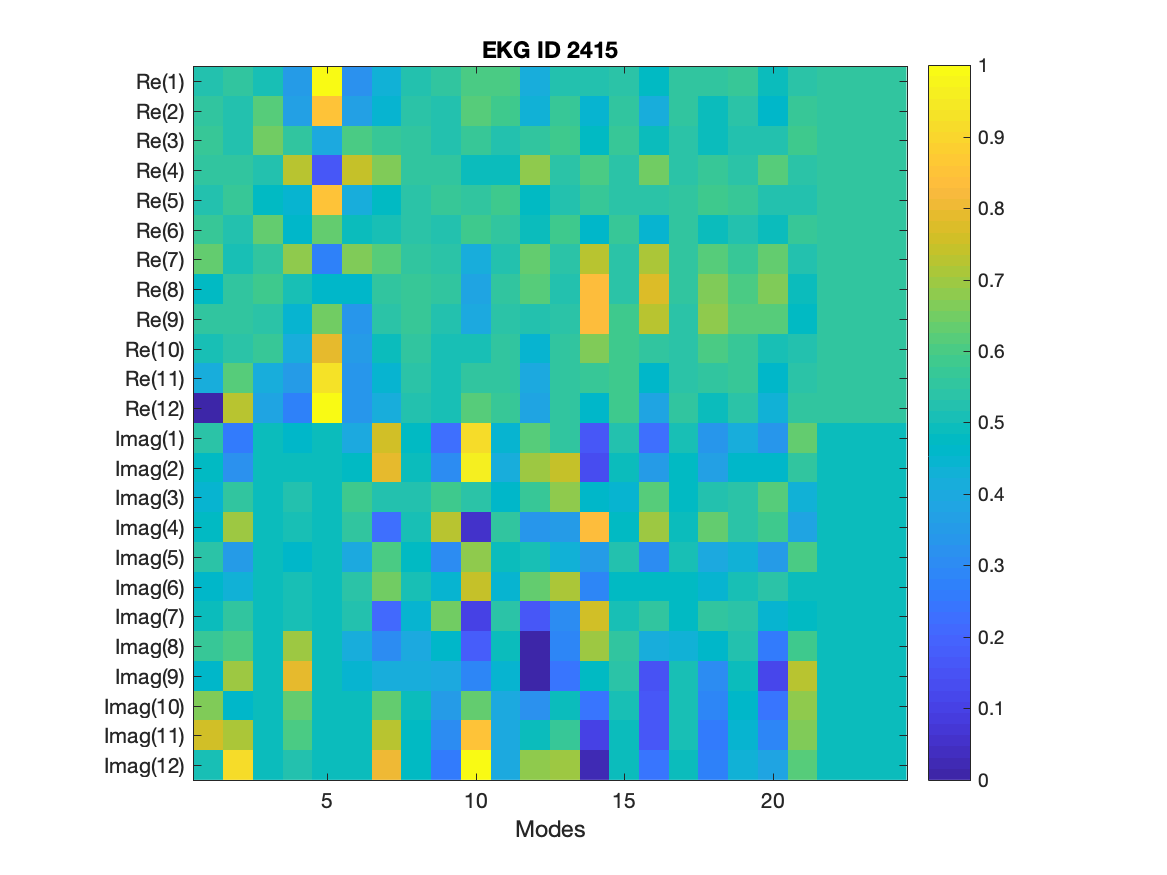 EKG ID 2415
Re(1)
Re(2)
Re(3)
Re(4)
Re(5)
Re(6)
Re(7)
Re(8)
Re(9)
Re(10)
Re(11)
Re(12)
Imag(1)
Imag(2)
Imag(3)
Imag(4)
Imag(5)
Imag(6)
Imag(7)
Imag(8)
Imag(9)
Imag(10)
Imag(11)
Imag(12)
5 10 15 20
Modes
1
0.9
0.8
0.7
0.6
0.5
0.4
0.3
0.2
0.1
0